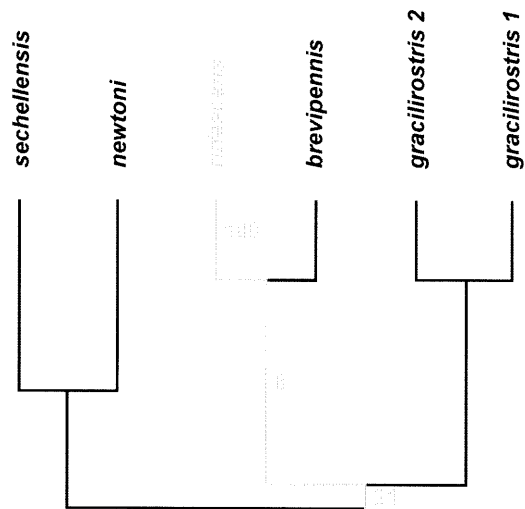 sechellensis
newtoni
brevipennis
gracilirostris 2
gracilirostris 1